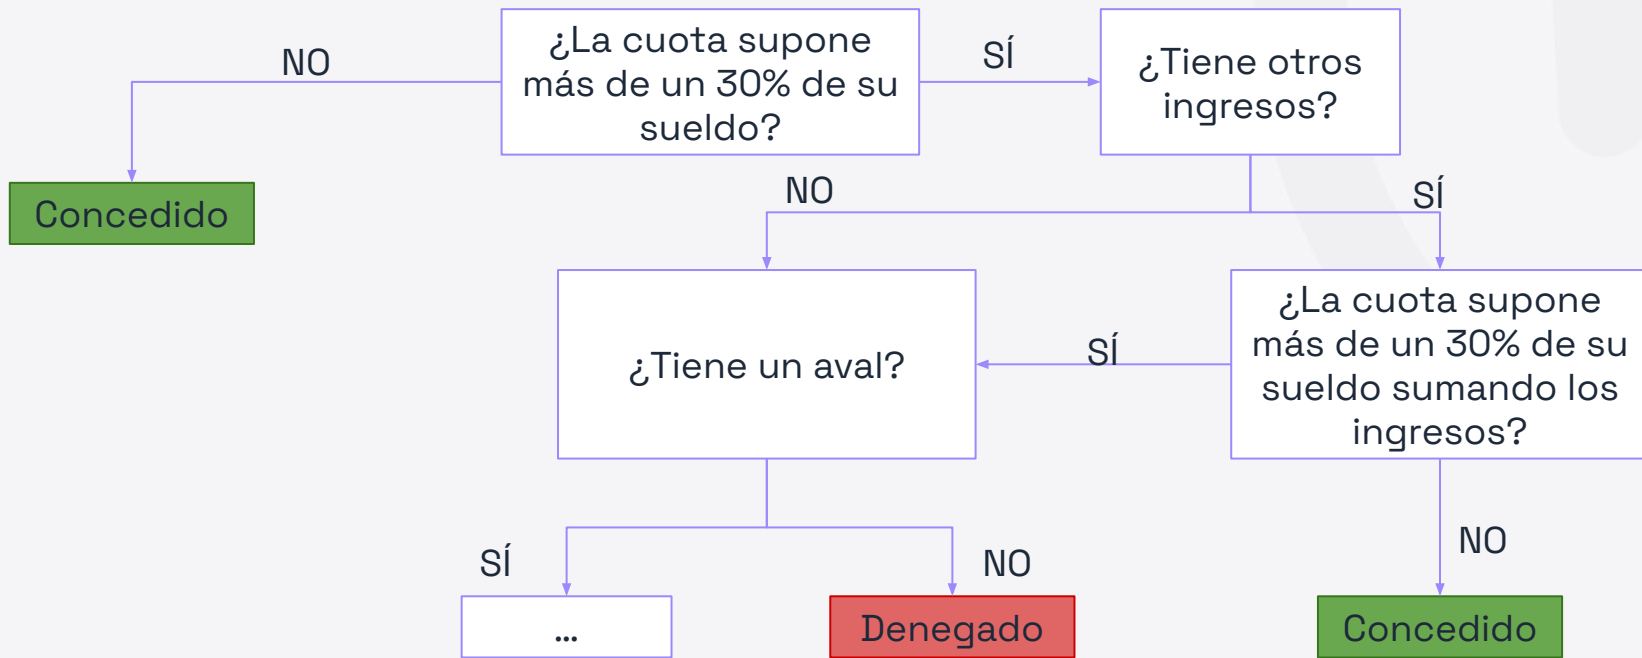 NO
¿La cuota supone
más de un 30% de su
sueldo?
SÍ
¿Tiene otros
ingresos?
Concedido
NO
SÍ
¿Tiene un aval?
SÍ
¿La cuota supone
más de un 30% de su
sueldo sumando los
ingresos?
SÍ
NO
NO
...
Denegado
Concedido